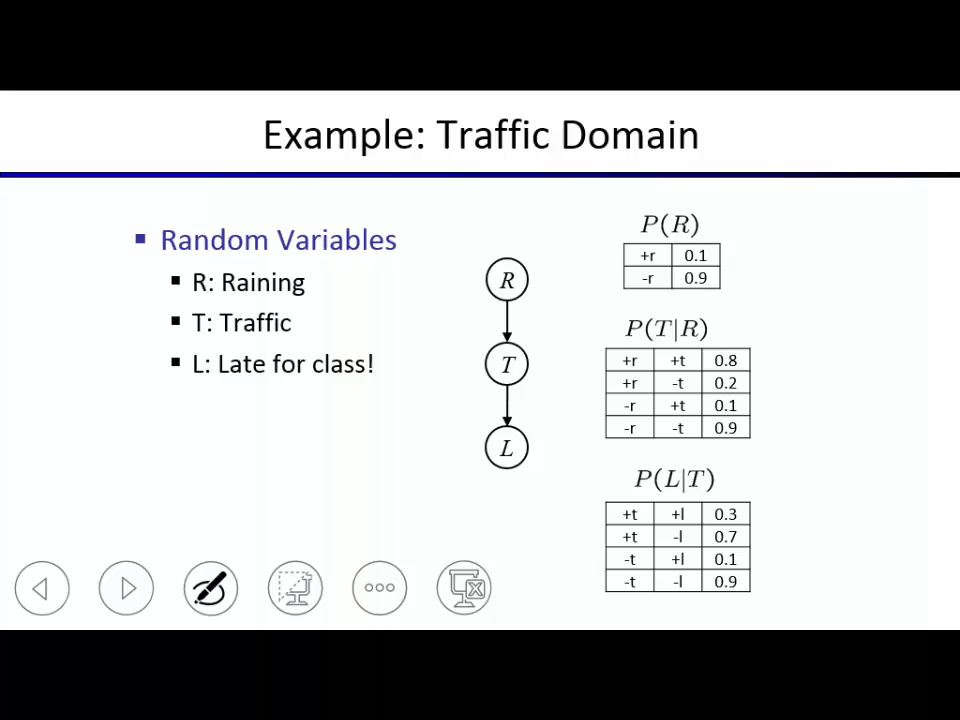 Example: Traffic Domain
Random Variables
R: Raining
T: Traffic
L: Late for class!
R
T
L
P(R)
+r 0.1
-r 0.9
P(T|R)
+r +t 0.8
+r -t 0.2
-r +t 0.1
-r -t 0.9
P(L|T)
+t +l 0.3
+t -l 0.7
-t +l 0.1
-t -l 0.9